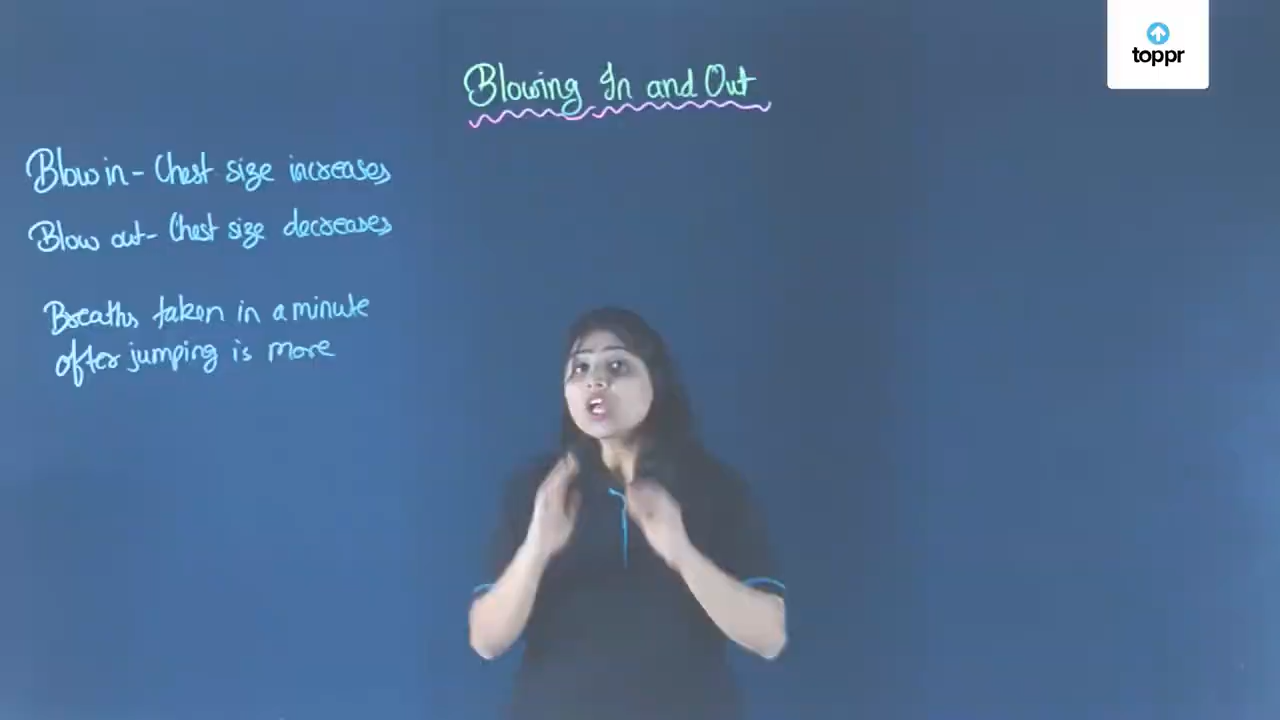 toppr
Blowing In and Out
Blow in - Chest size increases
Blow out - Chest size decreases
Breaths taken in a minute
after jumping is more